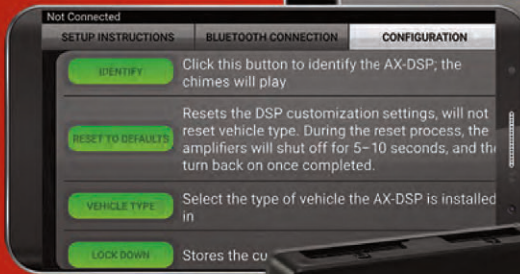 Not Connected
SETUP INSTRUCTIONS BLUETOOTH CONNECTION CONFIGURATION
IDENTIFY Click this button to identify the AX-DSP; the
chimes will play
Resets the DSP customization settings, will not
reset vehicle type. During the reset process, the
RESET TO DEFAULTS amplifiers will shut off for 5-10 seconds, and
turn back on once completed.
VEHICLE TYPE Select the type of vehicle the AX-DSP is installed
in
LOCK DOWN Stores the